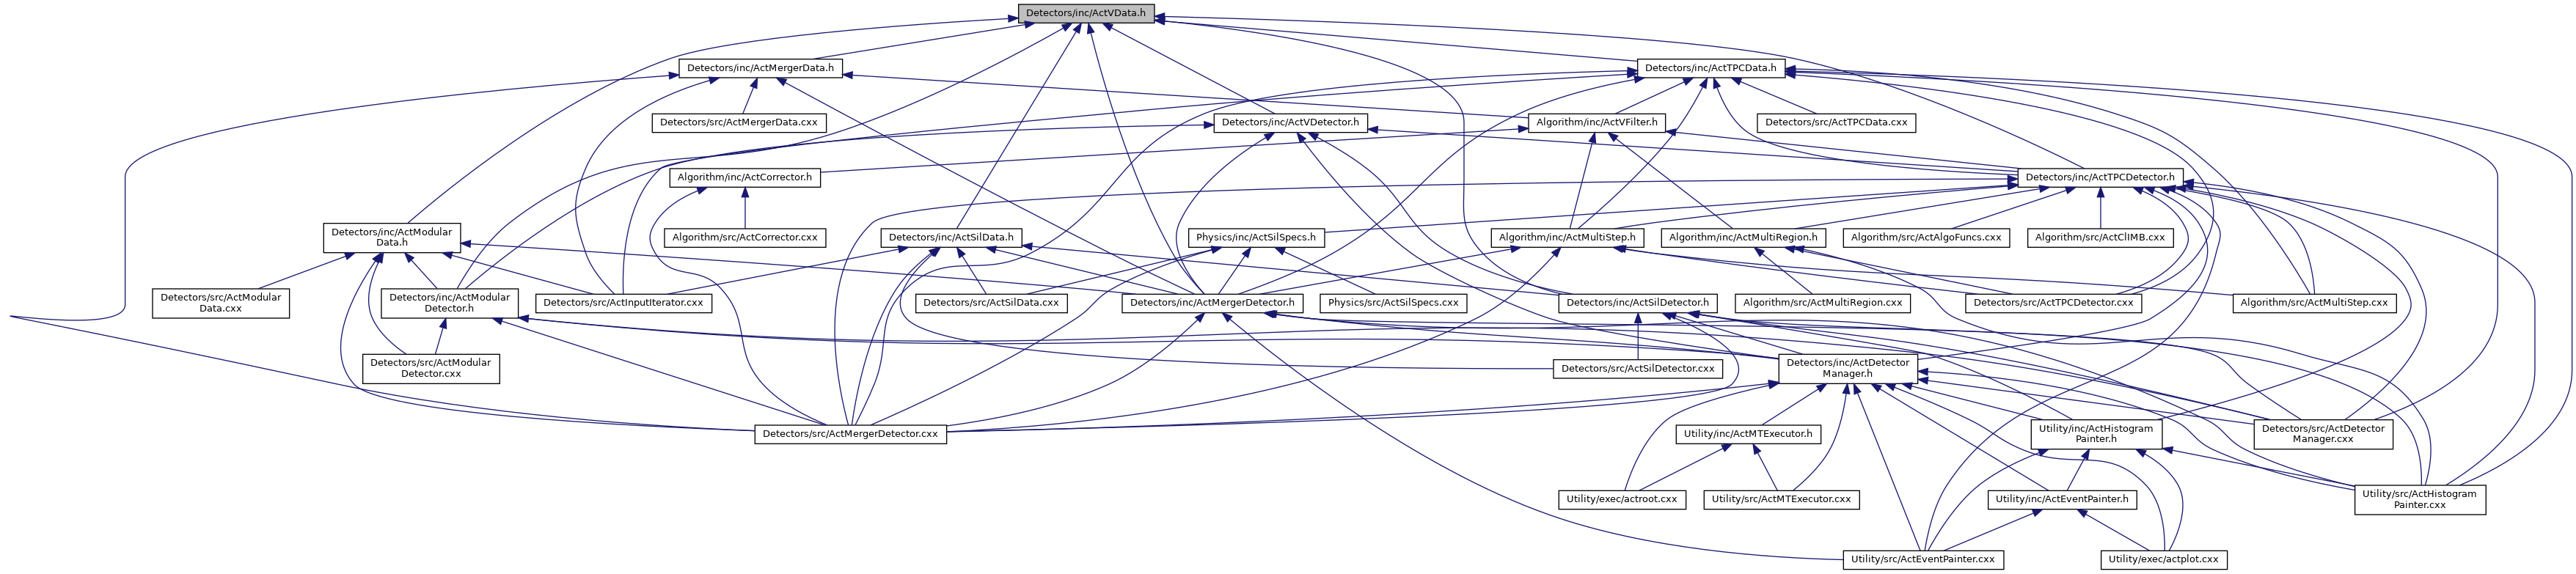 Detectors/inc/ActVData.h
Detectors/inc/ActMergerData.h
Detectors/inc/ActTPCData.h
Detectors/src/ActMergerData.cxx
Detectors/inc/ActVDetector.h
Algorithm/inc/ActVFilter.h
Detectors/src/ActTPCData.cxx
Algorithm/inc/ActCorrector.h
Detectors/inc/ActTPCDetector.h
Detectors/inc/ActModular
Data.h
Algorithm/src/ActCorrector.cxx
Detectors/inc/ActSilData.h
Physics/inc/ActSilSpecs.h
Algorithm/inc/ActMultiStep.h
Algorithm/inc/ActMultiRegion.h
Algorithm/src/ActAlgoFuncs.cxx
Algorithm/src/ActClIMB.cxx
Detectors/src/ActModular
Data.cxx
Detectors/inc/ActModular
Detector.h
Detectors/src/ActInputIterator.cxx
Detectors/src/ActSilData.cxx
Detectors/inc/ActMergerDetector.h
Physics/src/ActSilSpecs.cxx
Detectors/inc/ActSilDetector.h
Algorithm/src/ActMultiRegion.cxx
Detectors/src/ActTPCDetector.cxx
Algorithm/src/ActMultiStep.cxx
Detectors/src/ActModular
Detector.cxx
Detectors/src/ActSilDetector.cxx
Detectors/inc/ActDetector
Manager.h
Detectors/src/ActMergerDetector.cxx
Utility/inc/ActMTExecutor.h
Utility/inc/ActHistogram
Painter.h
Detectors/src/ActDetector
Manager.cxx
Utility/exec/actroot.cxx
Utility/src/ActMTExecutor.cxx
Utility/inc/ActEventPainter.h
Utility/src/ActHistogram
Painter.cxx
Utility/src/ActEventPainter.cxx
Utility/exec/actplot.cxx